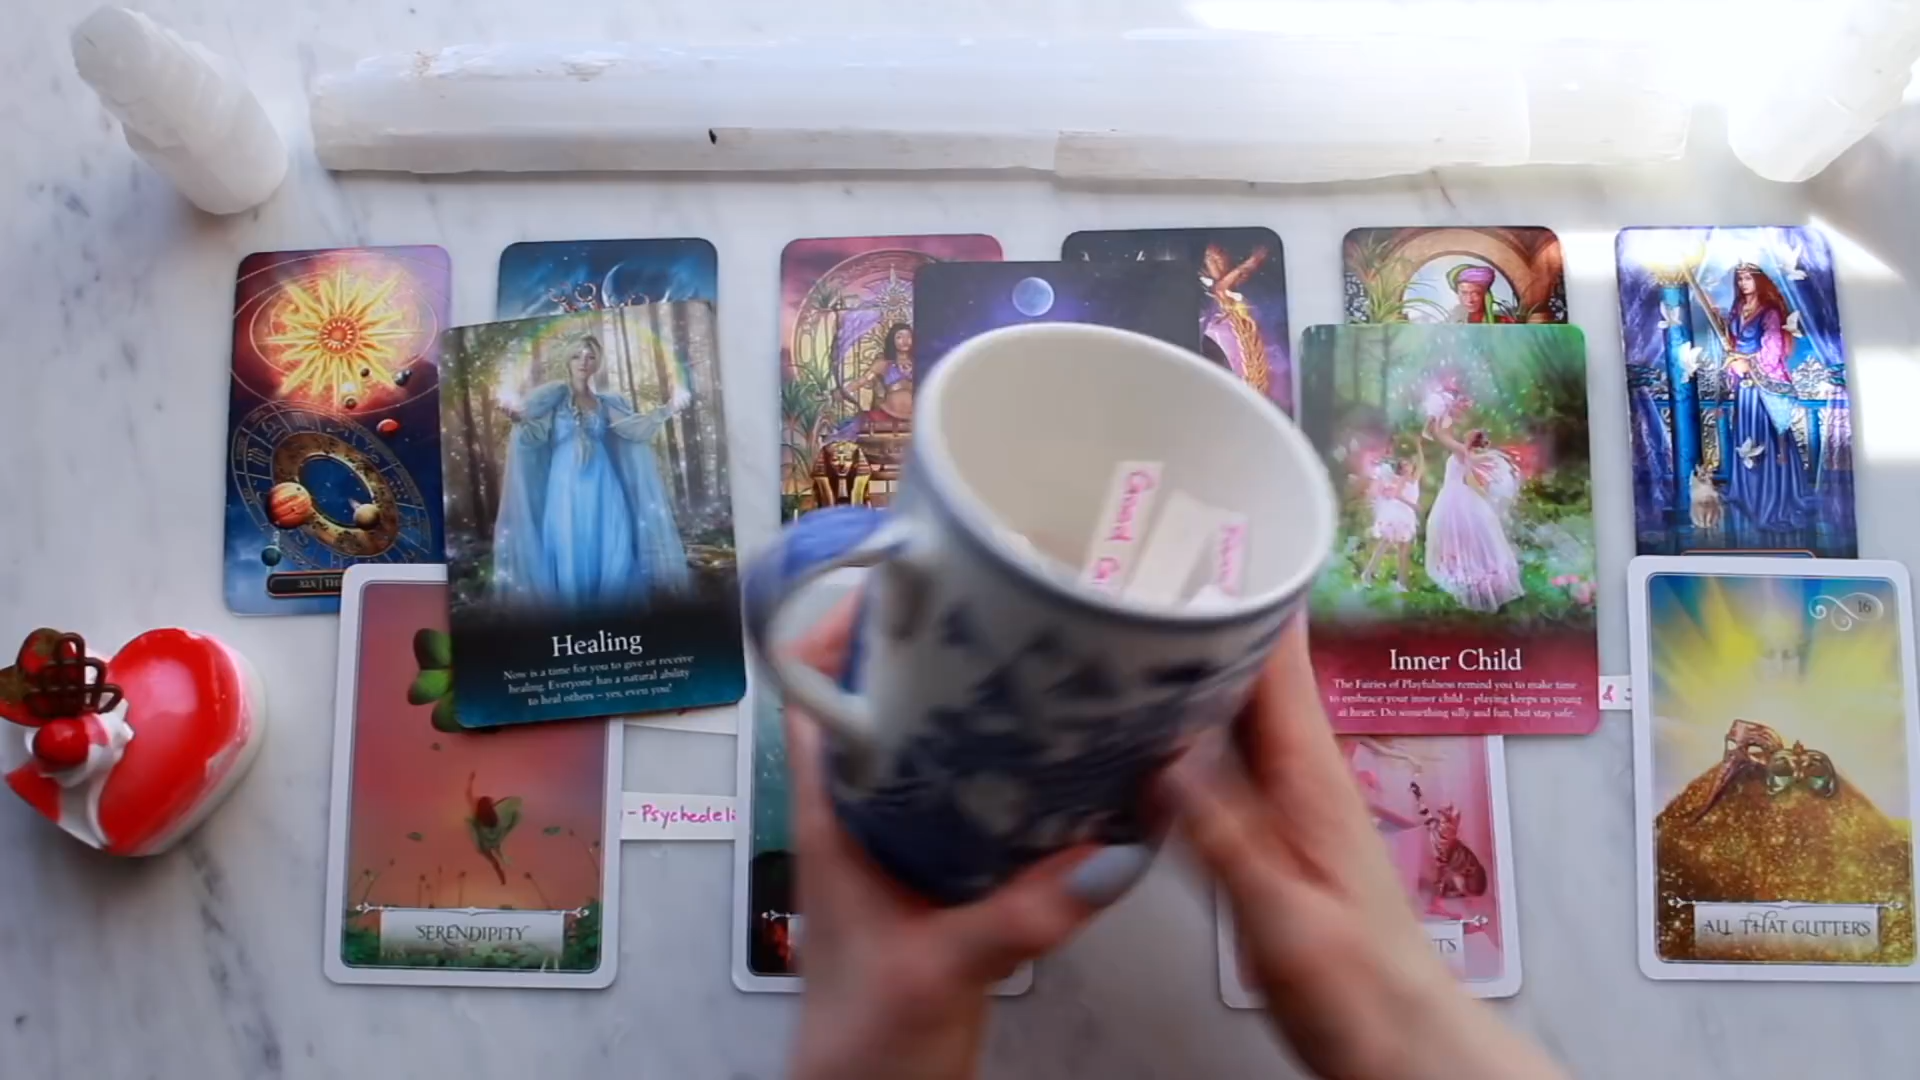 XIX | TH
Healing
Now is a time for you to give or receive
healing. Everyone has a natural ability
to heal others – yes, even you!
Inner Child
The Fairies of Playfulness remind you to make time
to embrace your inner child – playing keeps us young
at heart. Do something silly and fun, but stay safe.
16
-Psychedeli
SERENDIPITY
TS
ALL THAT GLITTERS